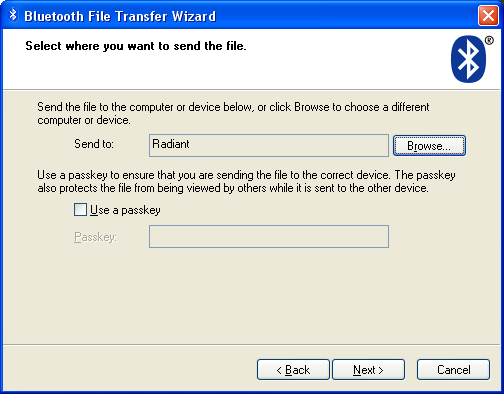 Bluetooth File Transfer Wizard
Select where you want to send the file.
®
Send the file to the computer or device below, or click Browse to choose a different
computer or device.
Send to: Radiant Browse...
Use a passkey to ensure that you are sending the file to the correct device. The passkey
also protects the file from being viewed by others while it is sent to the other device.
Use a passkey
Passkey:
< Back Next > Cancel